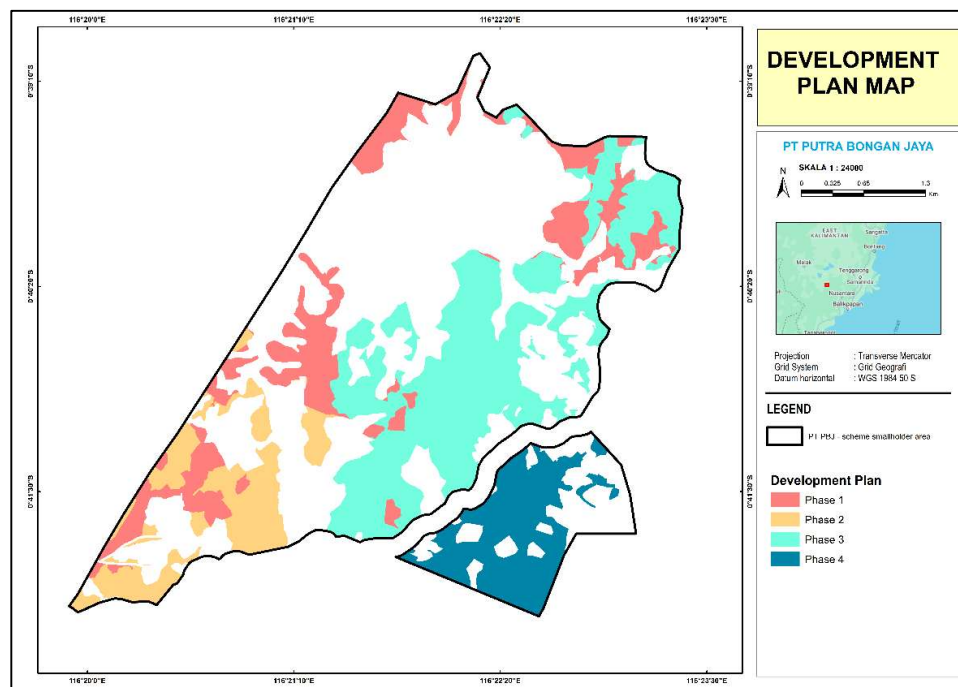 116°20'0"E
116°21'10"E
116°22'20"E
115°23'30"E
0°39'10"S
0°39'10"S
0°40'20"S
0°40'20"S
0°41'30"S
0°41'30"S
116°20'0"E
116°21'10"E
116°22'20"E
115°23'30"E
DEVELOPMENT
PLAN MAP
PT PUTRA BONGAN JAYA
N
SKALA 1 : 24000
0 0.325 0.65 1.3
Km
EAST
KALIMANTAN
Sangatta
Bontang
Melak
Tenggarong
Samarinda
Nusantara
Balikpapan
Projection : Transverse Mercator
Grid System : Grid Geografi
Datum horizontal : WGS 1984 50 S
LEGEND
PT PBJ - scheme smallholder area
Development Plan
Phase 1
Phase 2
Phase 3
Phase 4